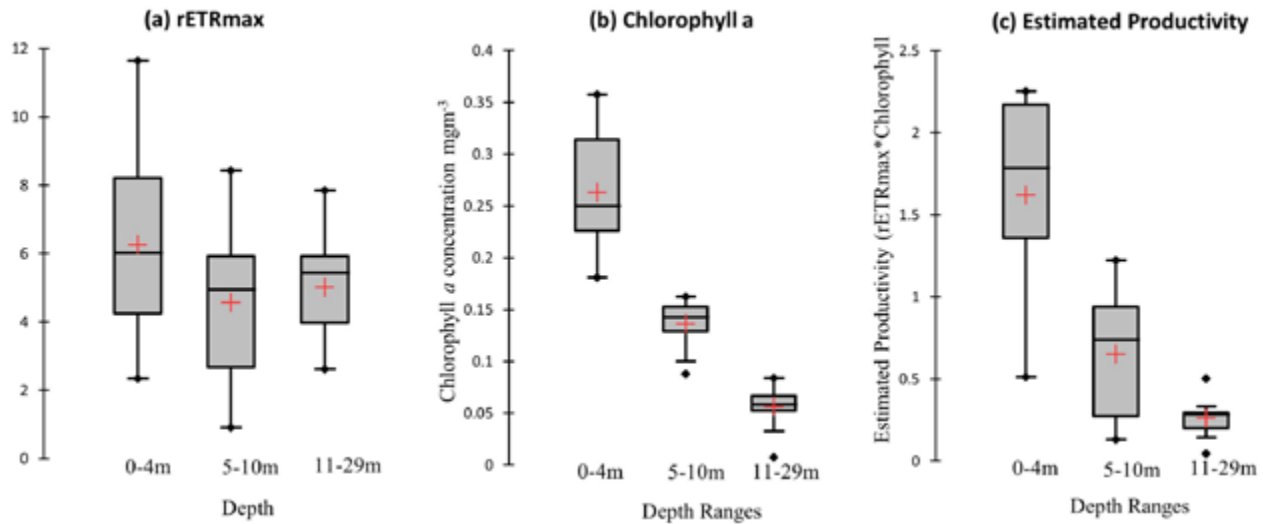 (a) rETRmax
12
10
8
6
4
2
0
0-4m 5-10m 11-29m
Depth
(b) Chlorophyll a
Chlorophyll a concentration mgm-3
0.4
0.35
0.3
0.25
0.2
0.15
0.1
0.05
0
0-4m 5-10m 11-29m
Depth Ranges
(c) Estimated Productivity
Estimated Productivity (rETRmax*Chlorophyll
2.5
2
1.5
1
0.5
0
0-4m 5-10m 11-29m
Depth Ranges